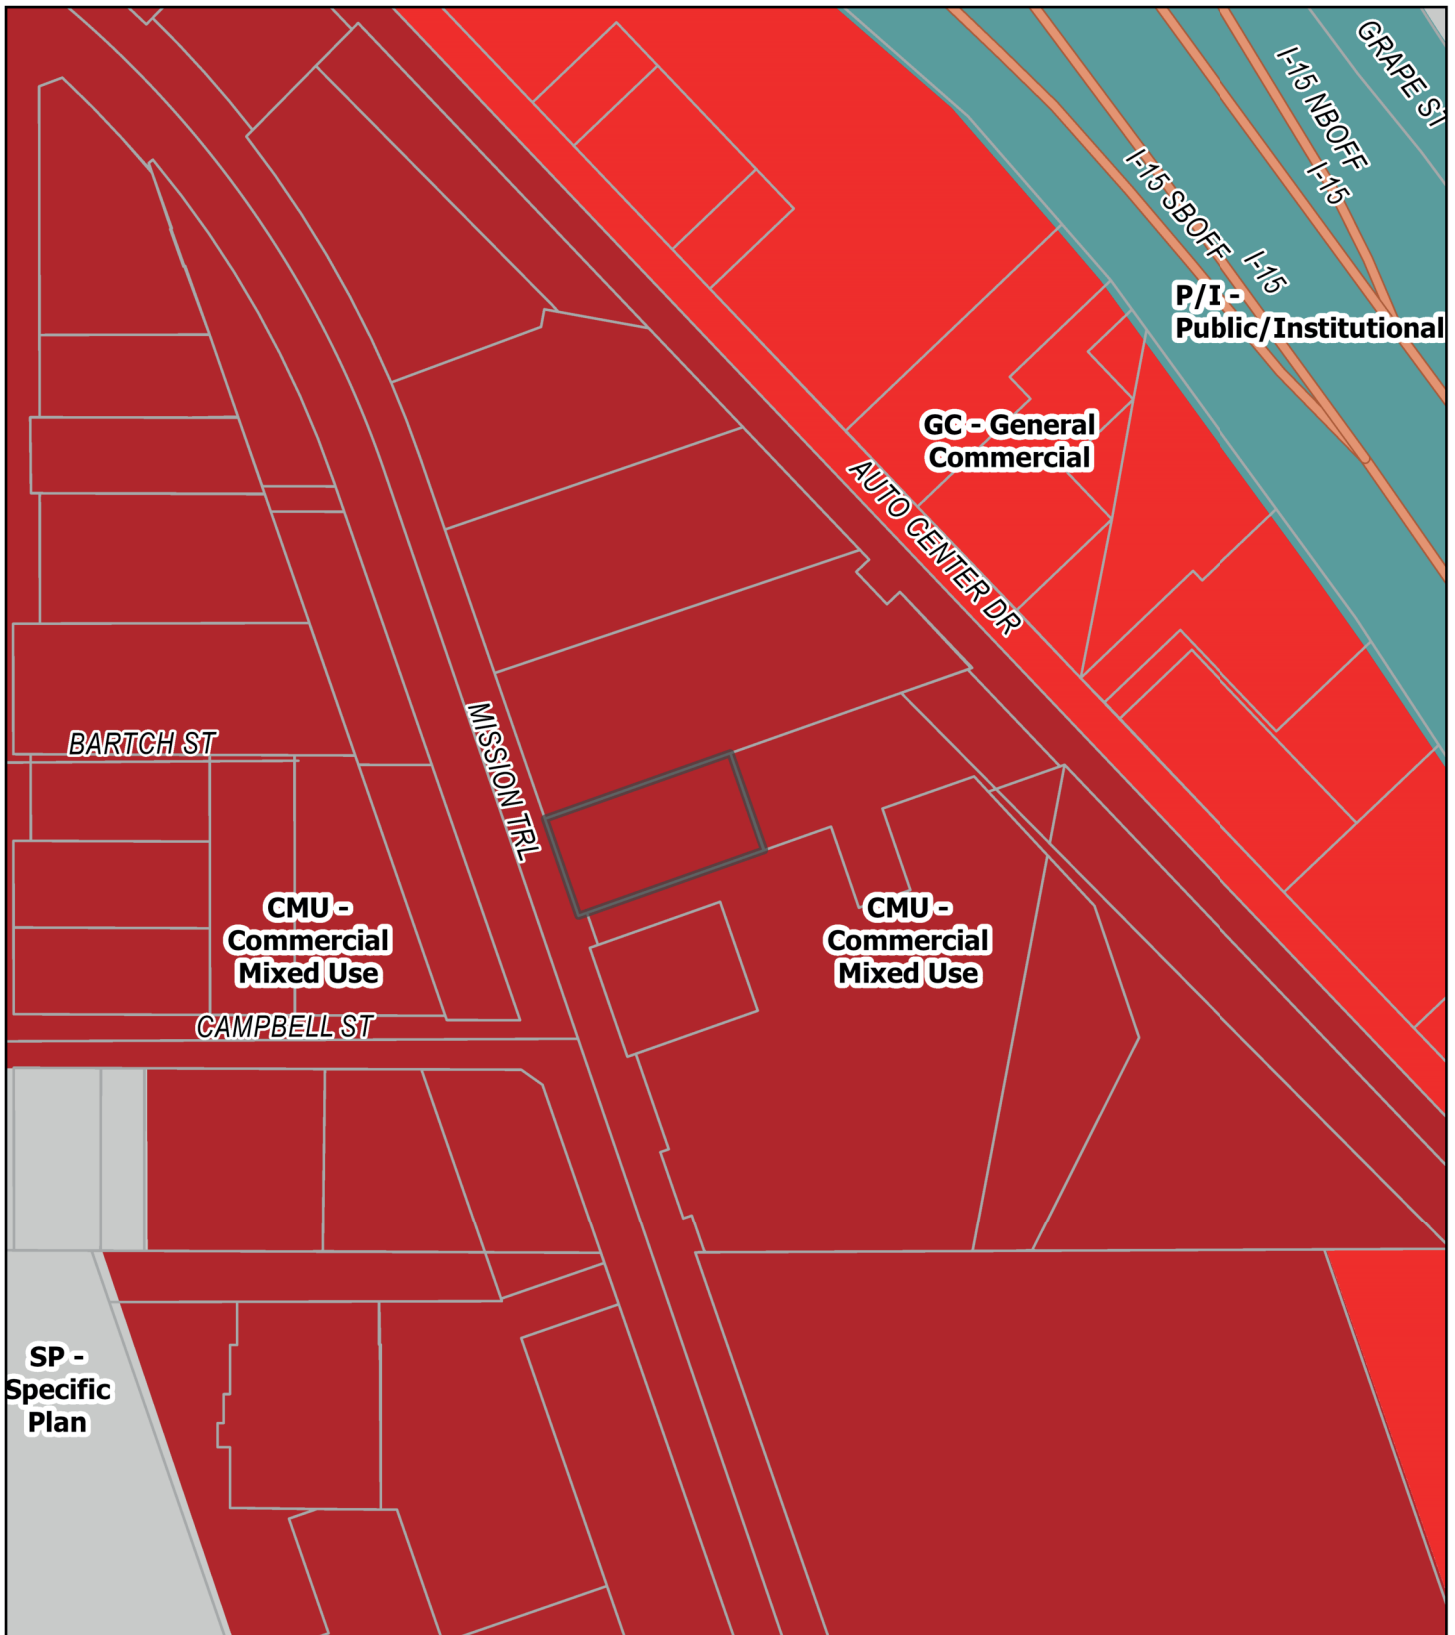 GRAPE ST
I-15 NBOFF
I-15
I-15 SBOFF
I-15
P/I -
Public/Institutional
GC - General
Commercial
AUTO CENTER DR
MISSION TRL
BARTCH ST
CMU -
Commercial
Mixed Use
CMU -
Commercial
Mixed Use
CAMPBELL ST
SP -
Specific
Plan